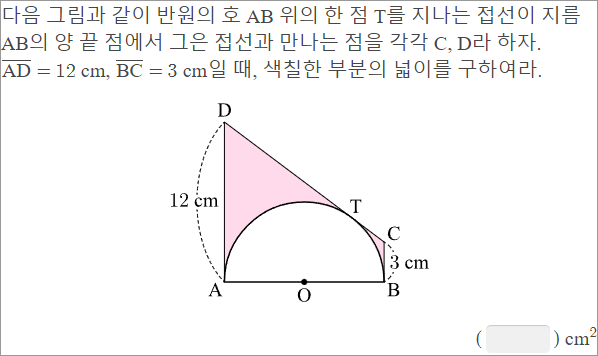 다음 그림과 같이 반원의 호 AB 위의 한 점 T를 지나는 접선이 지름
AB의 양 끝 점에서 그은 접선과 만나는 점을 각각 C, D라 하자.
AD = 12 cm, BC = 3 cm일 때, 색칠한 부분의 넓이를 구하여라.
D
12 cm
T
C
3 cm
A
O
B
( ) cm²